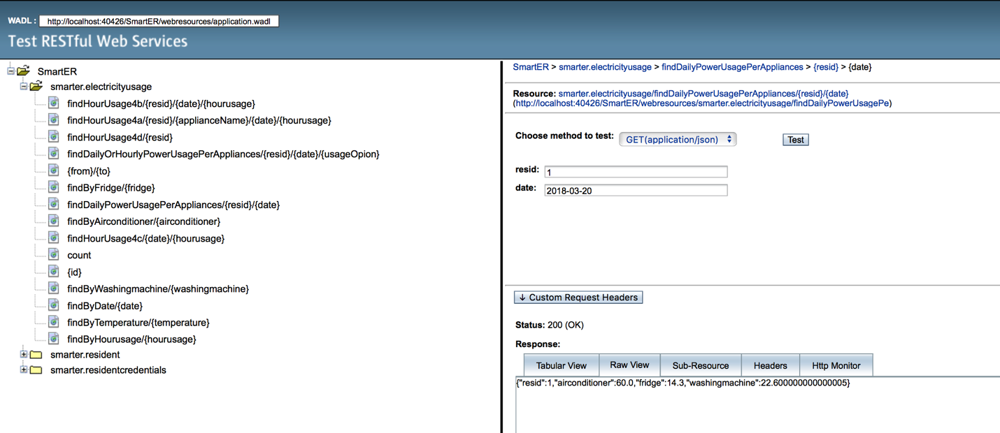 WADL : http://localhost:40426/SmartER/webresources/application.wadl
Test RESTful Web Services
SmartER
smarter.electricityusage
findHourUsage4b/{resid}/{date}/{hourusage}
findHourUsage4a/{resid}/{applianceName}/{date}/{hourusage}
findHourUsage4d/{resid}
findDailyOrHourlyPowerUsagePerAppliances/{resid}/{date}/{usageOpion}
{from}/{to}
findByFridge/{fridge}
findDailyPowerUsagePerAppliances/{resid}/{date}
findByAirconditioner/{airconditioner}
findHourUsage4c/{date}/{hourusage}
count
{id}
findByWashingmachine/{washingmachine}
findByDate/{date}
findByTemperature/{temperature}
findByHourusage/{hourusage}
smarter.resident
smarter.residentcredentials
SmartER > smarter.electricityusage > findDailyPowerUsagePerAppliances > {resid} > {date}
Resource: smarter.electricityusage/findDailyPowerUsagePerAppliances/{resid}/{date}
(http://localhost:40426/SmartER/webresources/smarter.electricityusage/findDailyPowerUsagePe)
Choose method to test: GET(application/json) Test
resid: 1
date: 2018-03-20
↓ Custom Request Headers
Status: 200 (OK)
Response:
Tabular View Raw View Sub-Resource Headers Http Monitor
{"resid":1,"airconditioner":60.0,"fridge":14.3,"washingmachine":22.600000000000005}